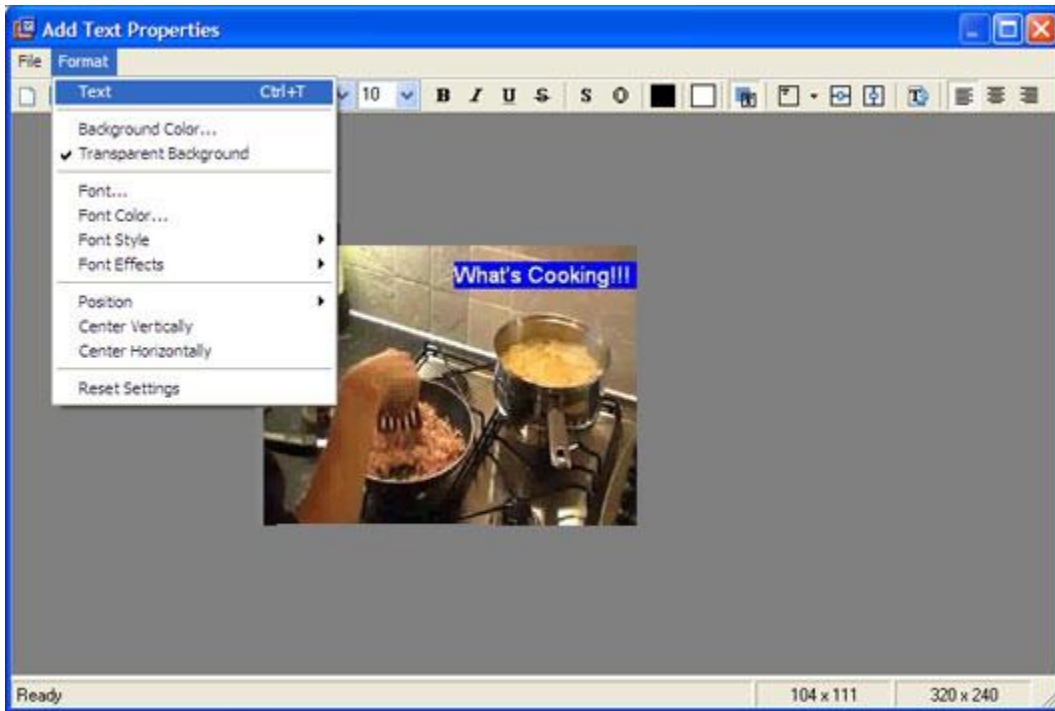 Add Text Properties
File Format
10 B I U S S O T
Text Ctrl+T
Background Color...
Transparent Background
Font...
Font Color...
Font Style
Font Effects
Position
Center Vertically
Center Horizontally
Reset Settings
What's Cooking!!!
Ready 104 x 111 320 x 240